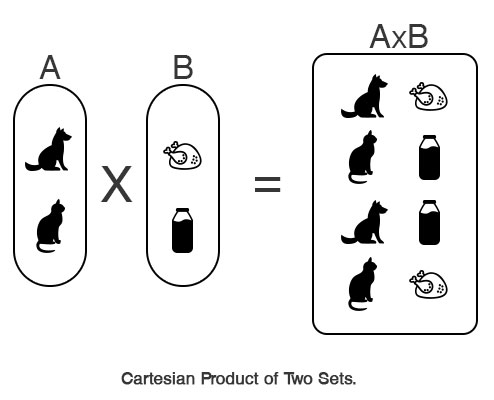 A
B
AxB
X
=
Cartesian Product of Two Sets.